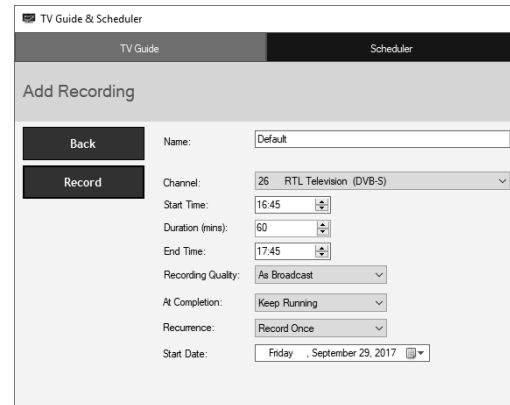 TV Guide & Scheduler
TV Guide Scheduler
Add Recording
Back
Record
Name: Default
Channel: 26 RTL Television (DVB-S)
Start Time: 16:45
Duration (mins): 60
End Time: 17:45
Recording Quality: As Broadcast
At Completion: Keep Running
Recurrence: Record Once
Start Date: Friday , September 29, 2017